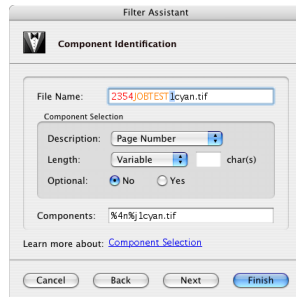 Filter Assistant
Component Identification
File Name: 2354JOBTEST1cyan.tif
Component Selection
Description: Page Number
Length: Variable char(s)
Optional: No Yes
Components: %4n%j1cyan.tif
Learn more about: Component Selection
Cancel Back Next Finish